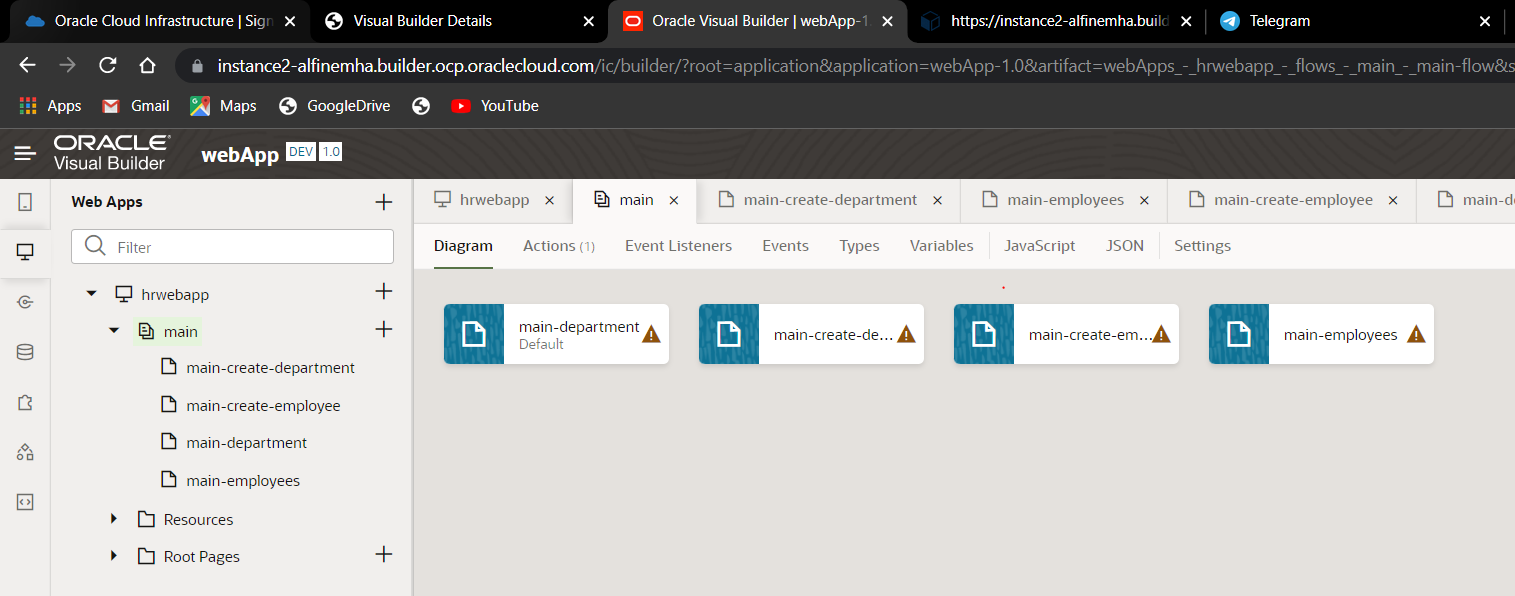 Oracle Cloud Infrastructure | Sign
Visual Builder Details
Oracle Visual Builder | webApp-1.
https://instance2-alfinemha.build
Telegram
instance2-alfinemha.builder.ocp.oraclecloud.com/ic/builder/?root=application&application=webApp-1.0&artifact=webApps_-_hrwebapp_-_flows_-_main_-_main-flow&s
Apps
Gmail
Maps
GoogleDrive
YouTube
ORACLE
Visual Builder
webApp DEV 1.0
Web Apps
Filter
hrwebapp
main
main-create-department
main-create-employee
main-department
main-employees
Resources
Root Pages
hrwebapp
main
main-create-department
main-employees
main-create-employee
main-d
Diagram
Actions (1)
Event Listeners
Events
Types
Variables
JavaScript
JSON
Settings
main-department
Default
main-create-de...
main-create-em...
main-employees